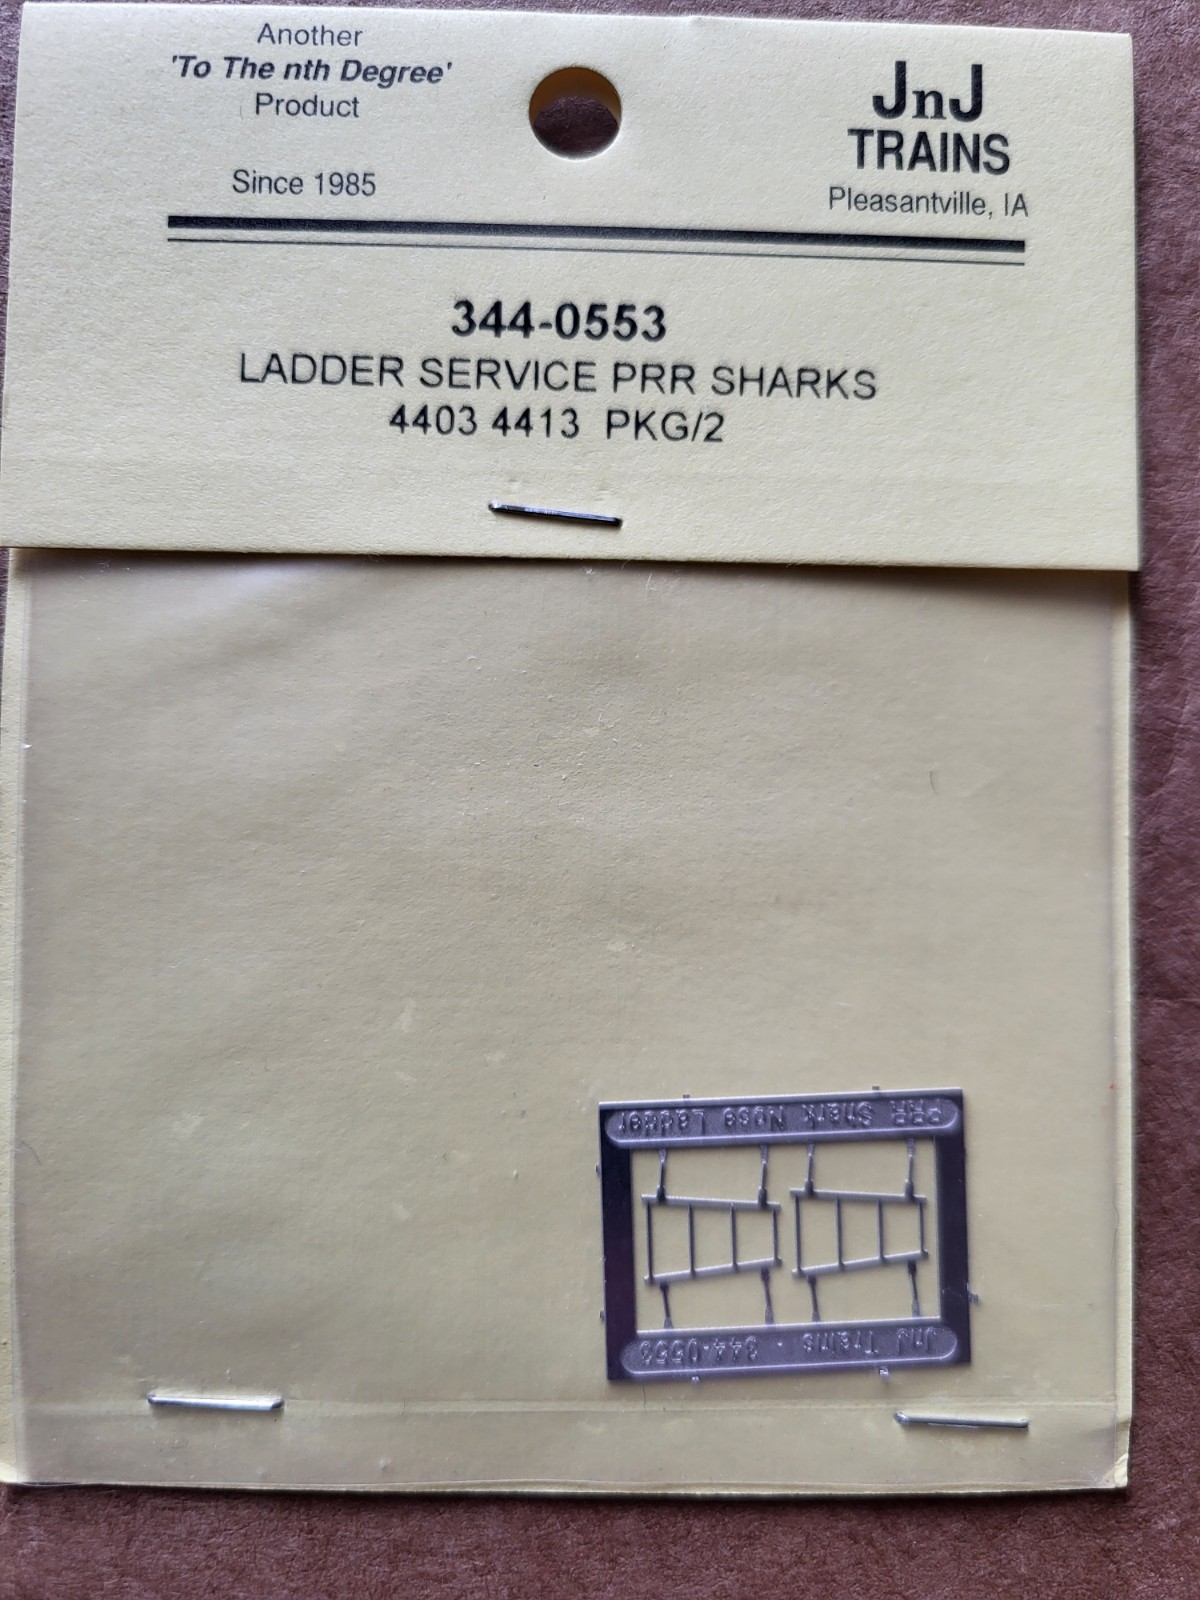 Another
'To The nth Degree'
Product
Since 1985
JnJ
TRAINS
Pleasantville, IA
344-0553
LADDER SERVICE PRR SHARKS
4403 4413 PKG/2
PRR Shark Nose Ladder
JnJ Trains - 344-0553